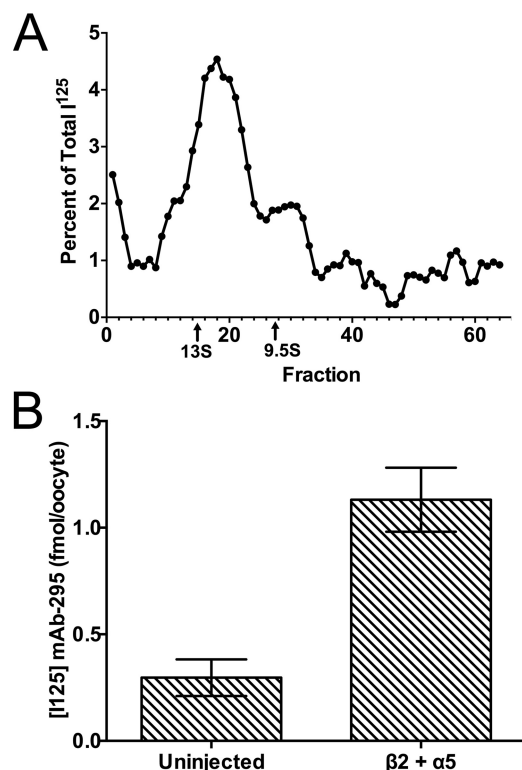 A
Percent of Total I¹²⁵
5
4
3
2
1
0
0 20 40 60
13S 9.5S
Fraction
B
[I125] mAb-295 (fmol/oocyte)
1.5
1.0
0.5
0.0
Uninjected β2 + α5